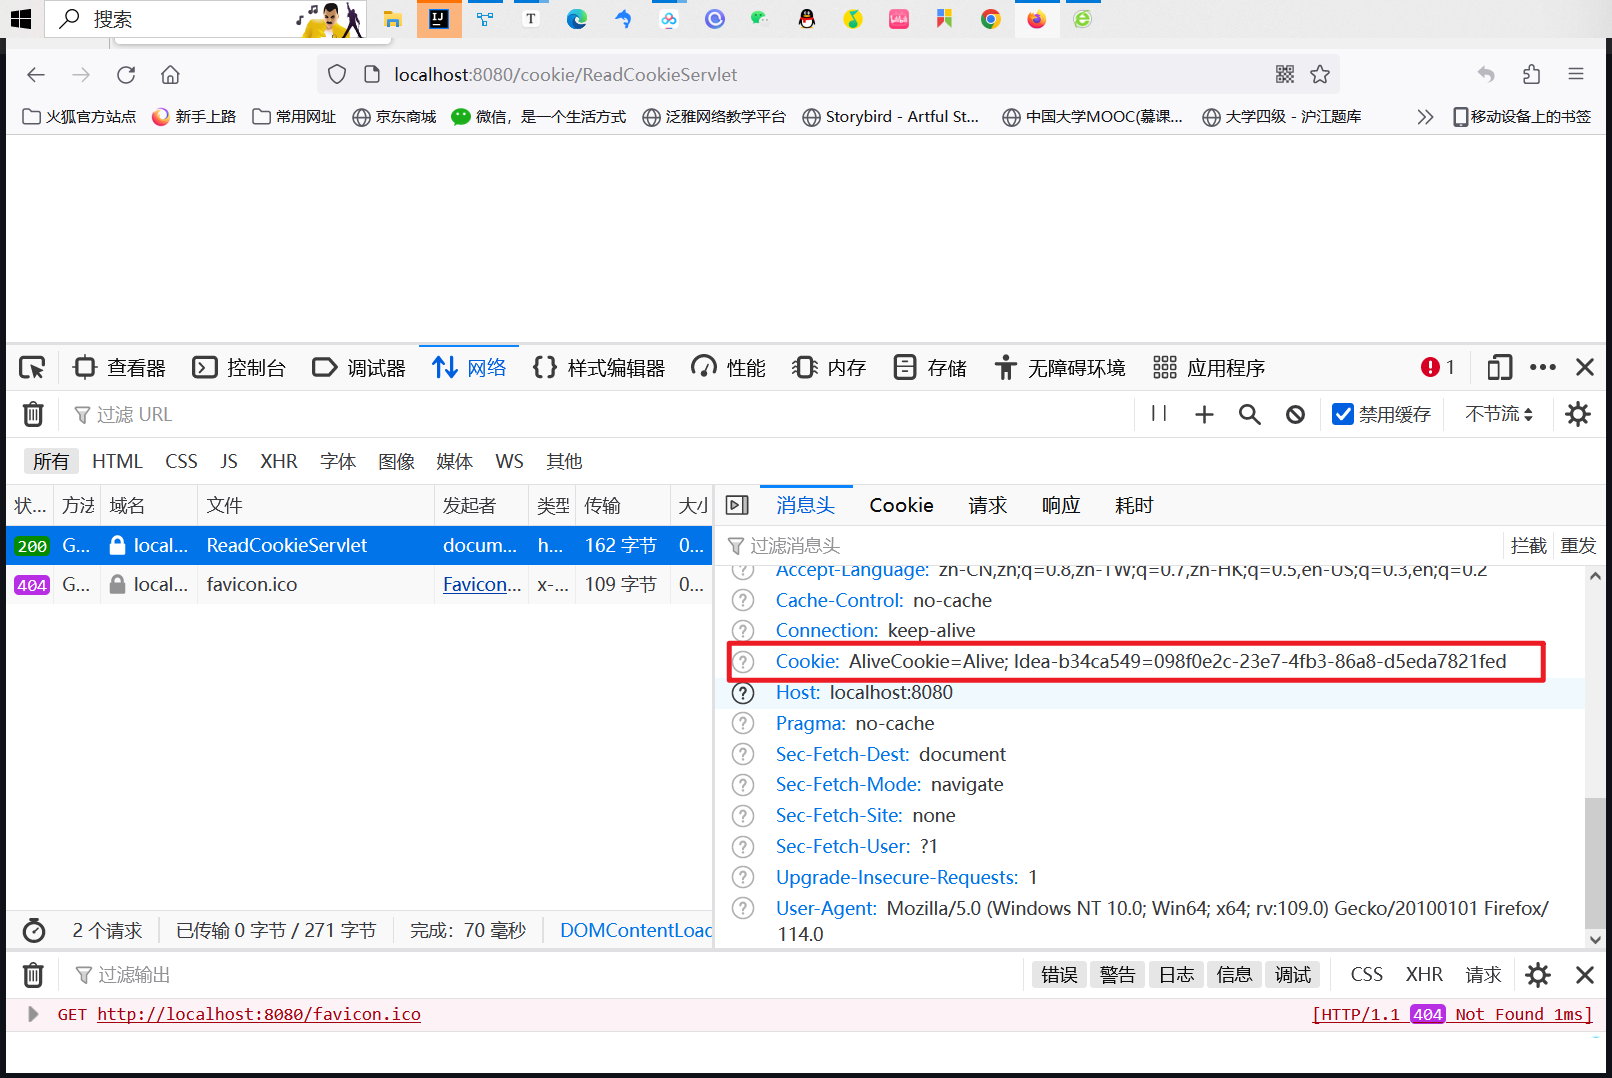 搜索
localhost:8080/cookie/ReadCookieServlet
火狐官方站点 新手上路 常用网址 京东商城 微信，是一个生活方式 泛雅网络教学平台 Storybird - Artful St... 中国大学MOOC(慕课... 大学四级 - 沪江题库 移动设备上的书签
查看器 控制台 调试器 网络 样式编辑器 性能 内存 存储 无障碍环境 应用程序 1
过滤 URL 禁用缓存 不节流
所有 HTML CSS JS XHR 字体 图像 媒体 WS 其他
状... 方法 域名 文件 发起者 类型 传输 大小
200 G... local... ReadCookieServlet docum... h... 162 字节 0...
404 G... local... favicon.ico Favicon... x-... 109 字节 0...
2 个请求 已传输 0 字节 / 271 字节 完成：70 毫秒 DOMContentLoad
消息头 Cookie 请求 响应 耗时
过滤消息头 拦截 重发
Accept-Language: zh-CN,zh;q=0.8,zh-TW;q=0.7,zh-HK;q=0.5,en-US;q=0.3,en;q=0.2
Cache-Control: no-cache
Connection: keep-alive
Cookie: AliveCookie=Alive; Idea-b34ca549=098f0e2c-23e7-4fb3-86a8-d5eda7821fed
Host: localhost:8080
Pragma: no-cache
Sec-Fetch-Dest: document
Sec-Fetch-Mode: navigate
Sec-Fetch-Site: none
Sec-Fetch-User: ?1
Upgrade-Insecure-Requests: 1
User-Agent: Mozilla/5.0 (Windows NT 10.0; Win64; x64; rv:109.0) Gecko/20100101 Firefox/
114.0
过滤输出 错误 警告 日志 信息 调试 CSS XHR 请求
GET http://localhost:8080/favicon.ico [HTTP/1.1 404 Not Found 1ms]